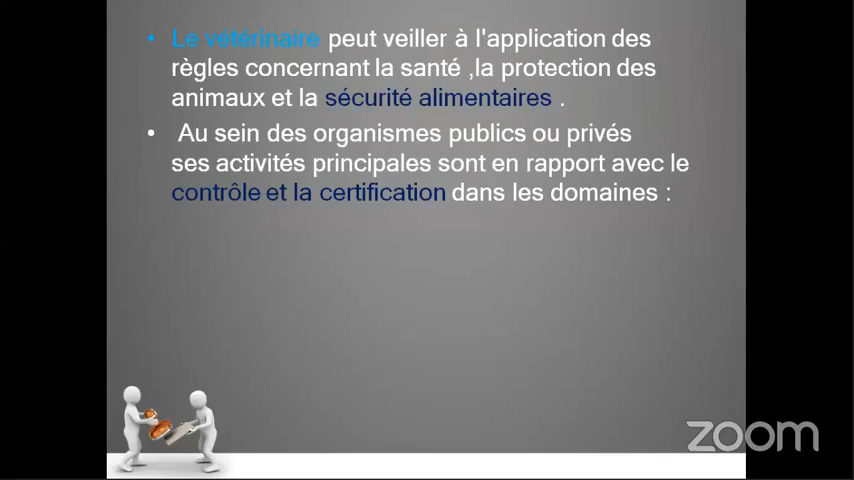 • Le vétérinaire peut veiller à l'application des
règles concernant la santé ,la protection des
animaux et la sécurité alimentaires .
• Au sein des organismes publics ou privés
ses activités principales sont en rapport avec le
contrôle et la certification dans les domaines :
zoom